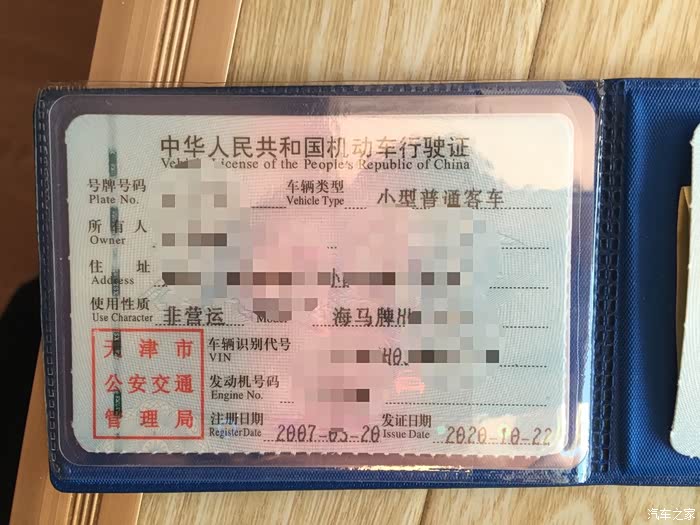 中华人民共和国机动车行驶证
Vehicle License of the People's Republic of China
号牌号码 车辆类型 小型普通客车
Plate No. Vehicle Type
所有人
Owner
住址
Address
使用性质 非营运 海马牌
Use Character Model
天津市
公安交通
管理局
车辆识别代号
VIN
发动机号码
Engine No.
注册日期 2007-03-20 发证日期 2020-10-22
Register Date Issue Date
汽车之家